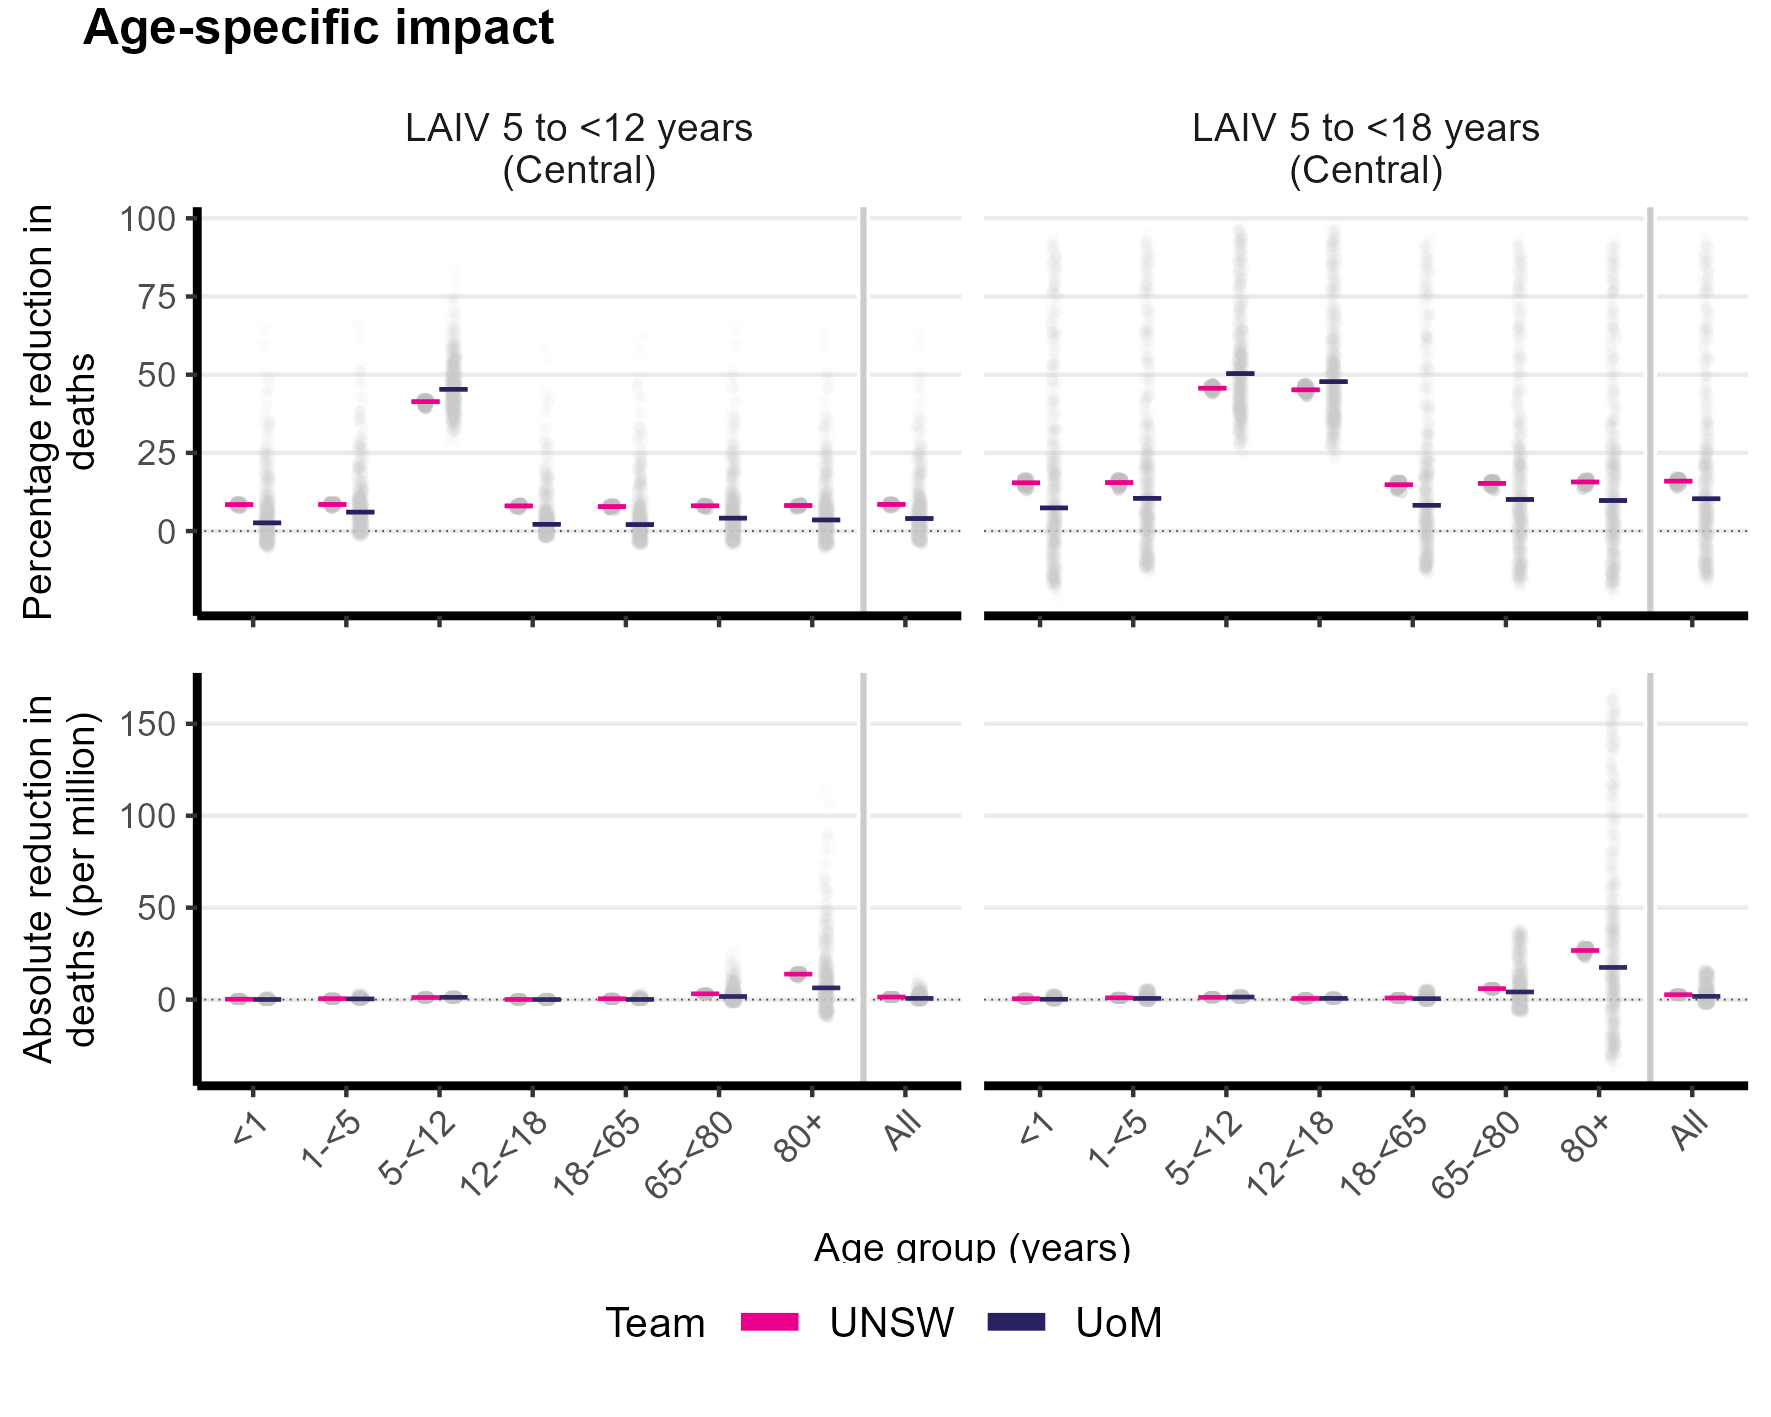 Age-specific impact
LAIV 5 to <12 years
(Central)
LAIV 5 to <18 years
(Central)
Percentage reduction in
deaths
100
75
50
25
0
Absolute reduction in
deaths (per million)
150
100
50
0
<1
1-<5
5-<12
12-<18
18-<65
65-<80
80+
All
<1
1-<5
5-<12
12-<18
18-<65
65-<80
80+
All
Age group (years)
Team UNSW UoM